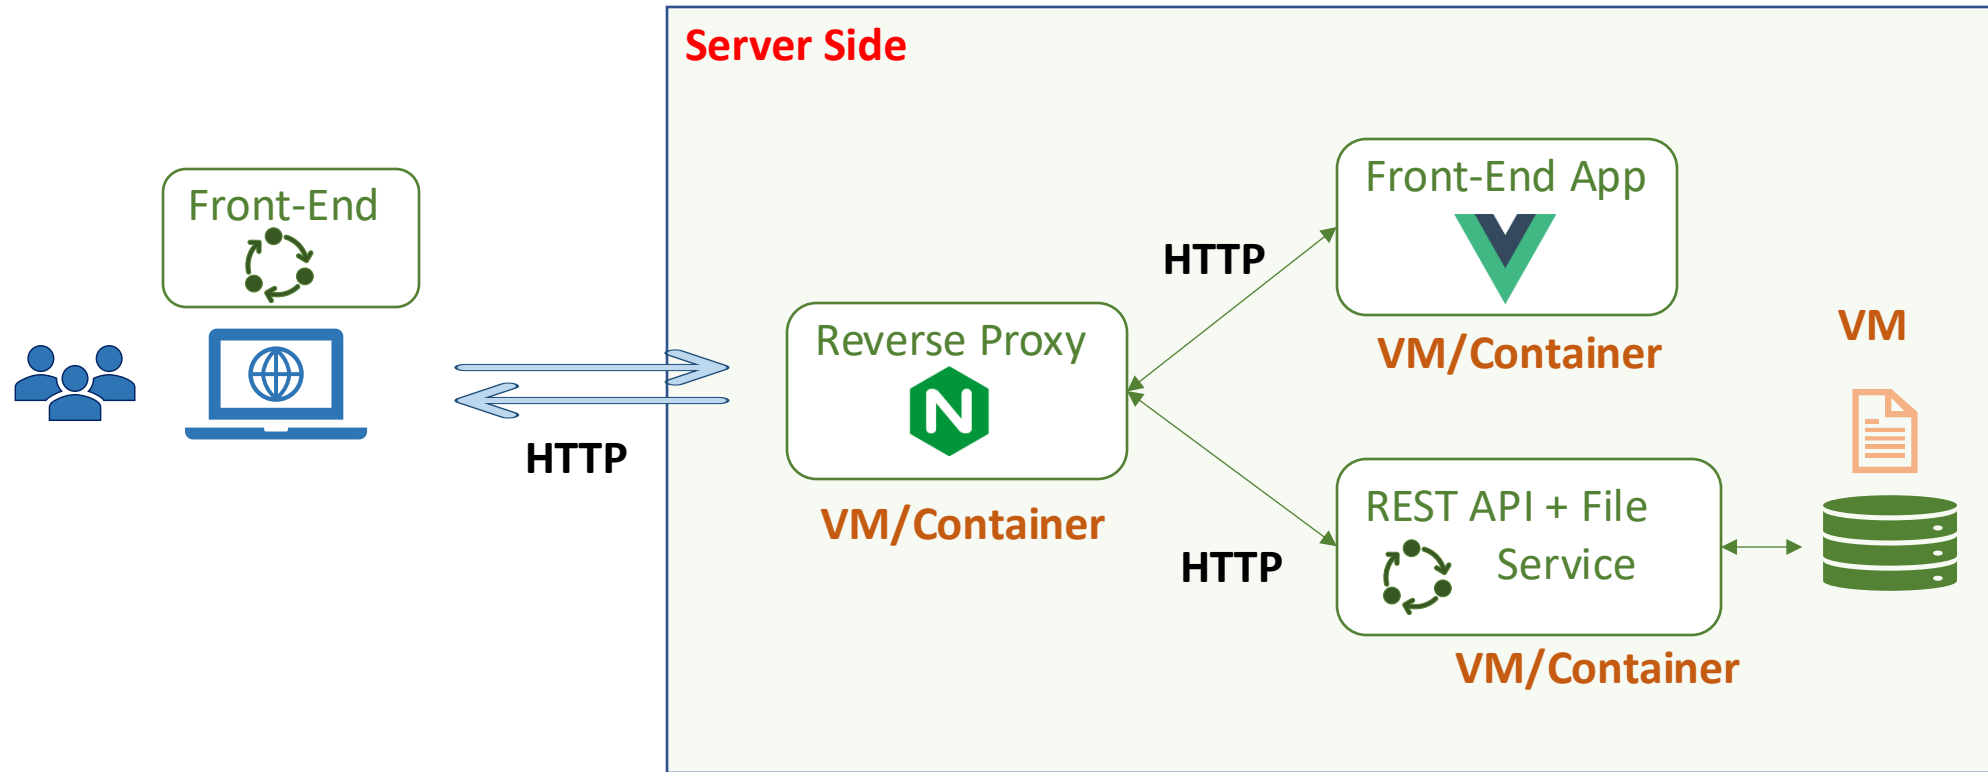 Server Side
Front-End
HTTP
Reverse Proxy
N
VM/Container
HTTP
HTTP
Front-End App
VM/Container
REST API + File
Service
VM/Container
VM